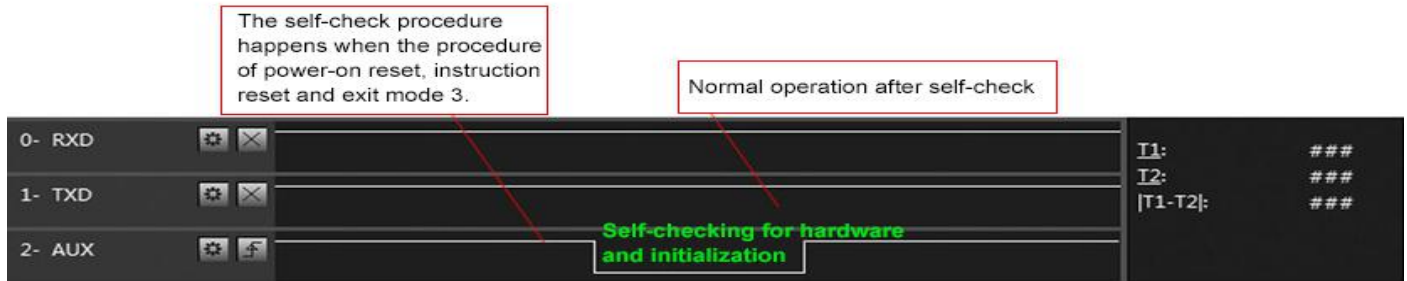 The self-check procedure
happens when the procedure
of power-on reset, instruction
reset and exit mode 3.
Normal operation after self-check
0- RXD
T1: ###
1- TXD
T2: ###
|T1-T2|: ###
Self-checking for hardware
2- AUX
and initialization